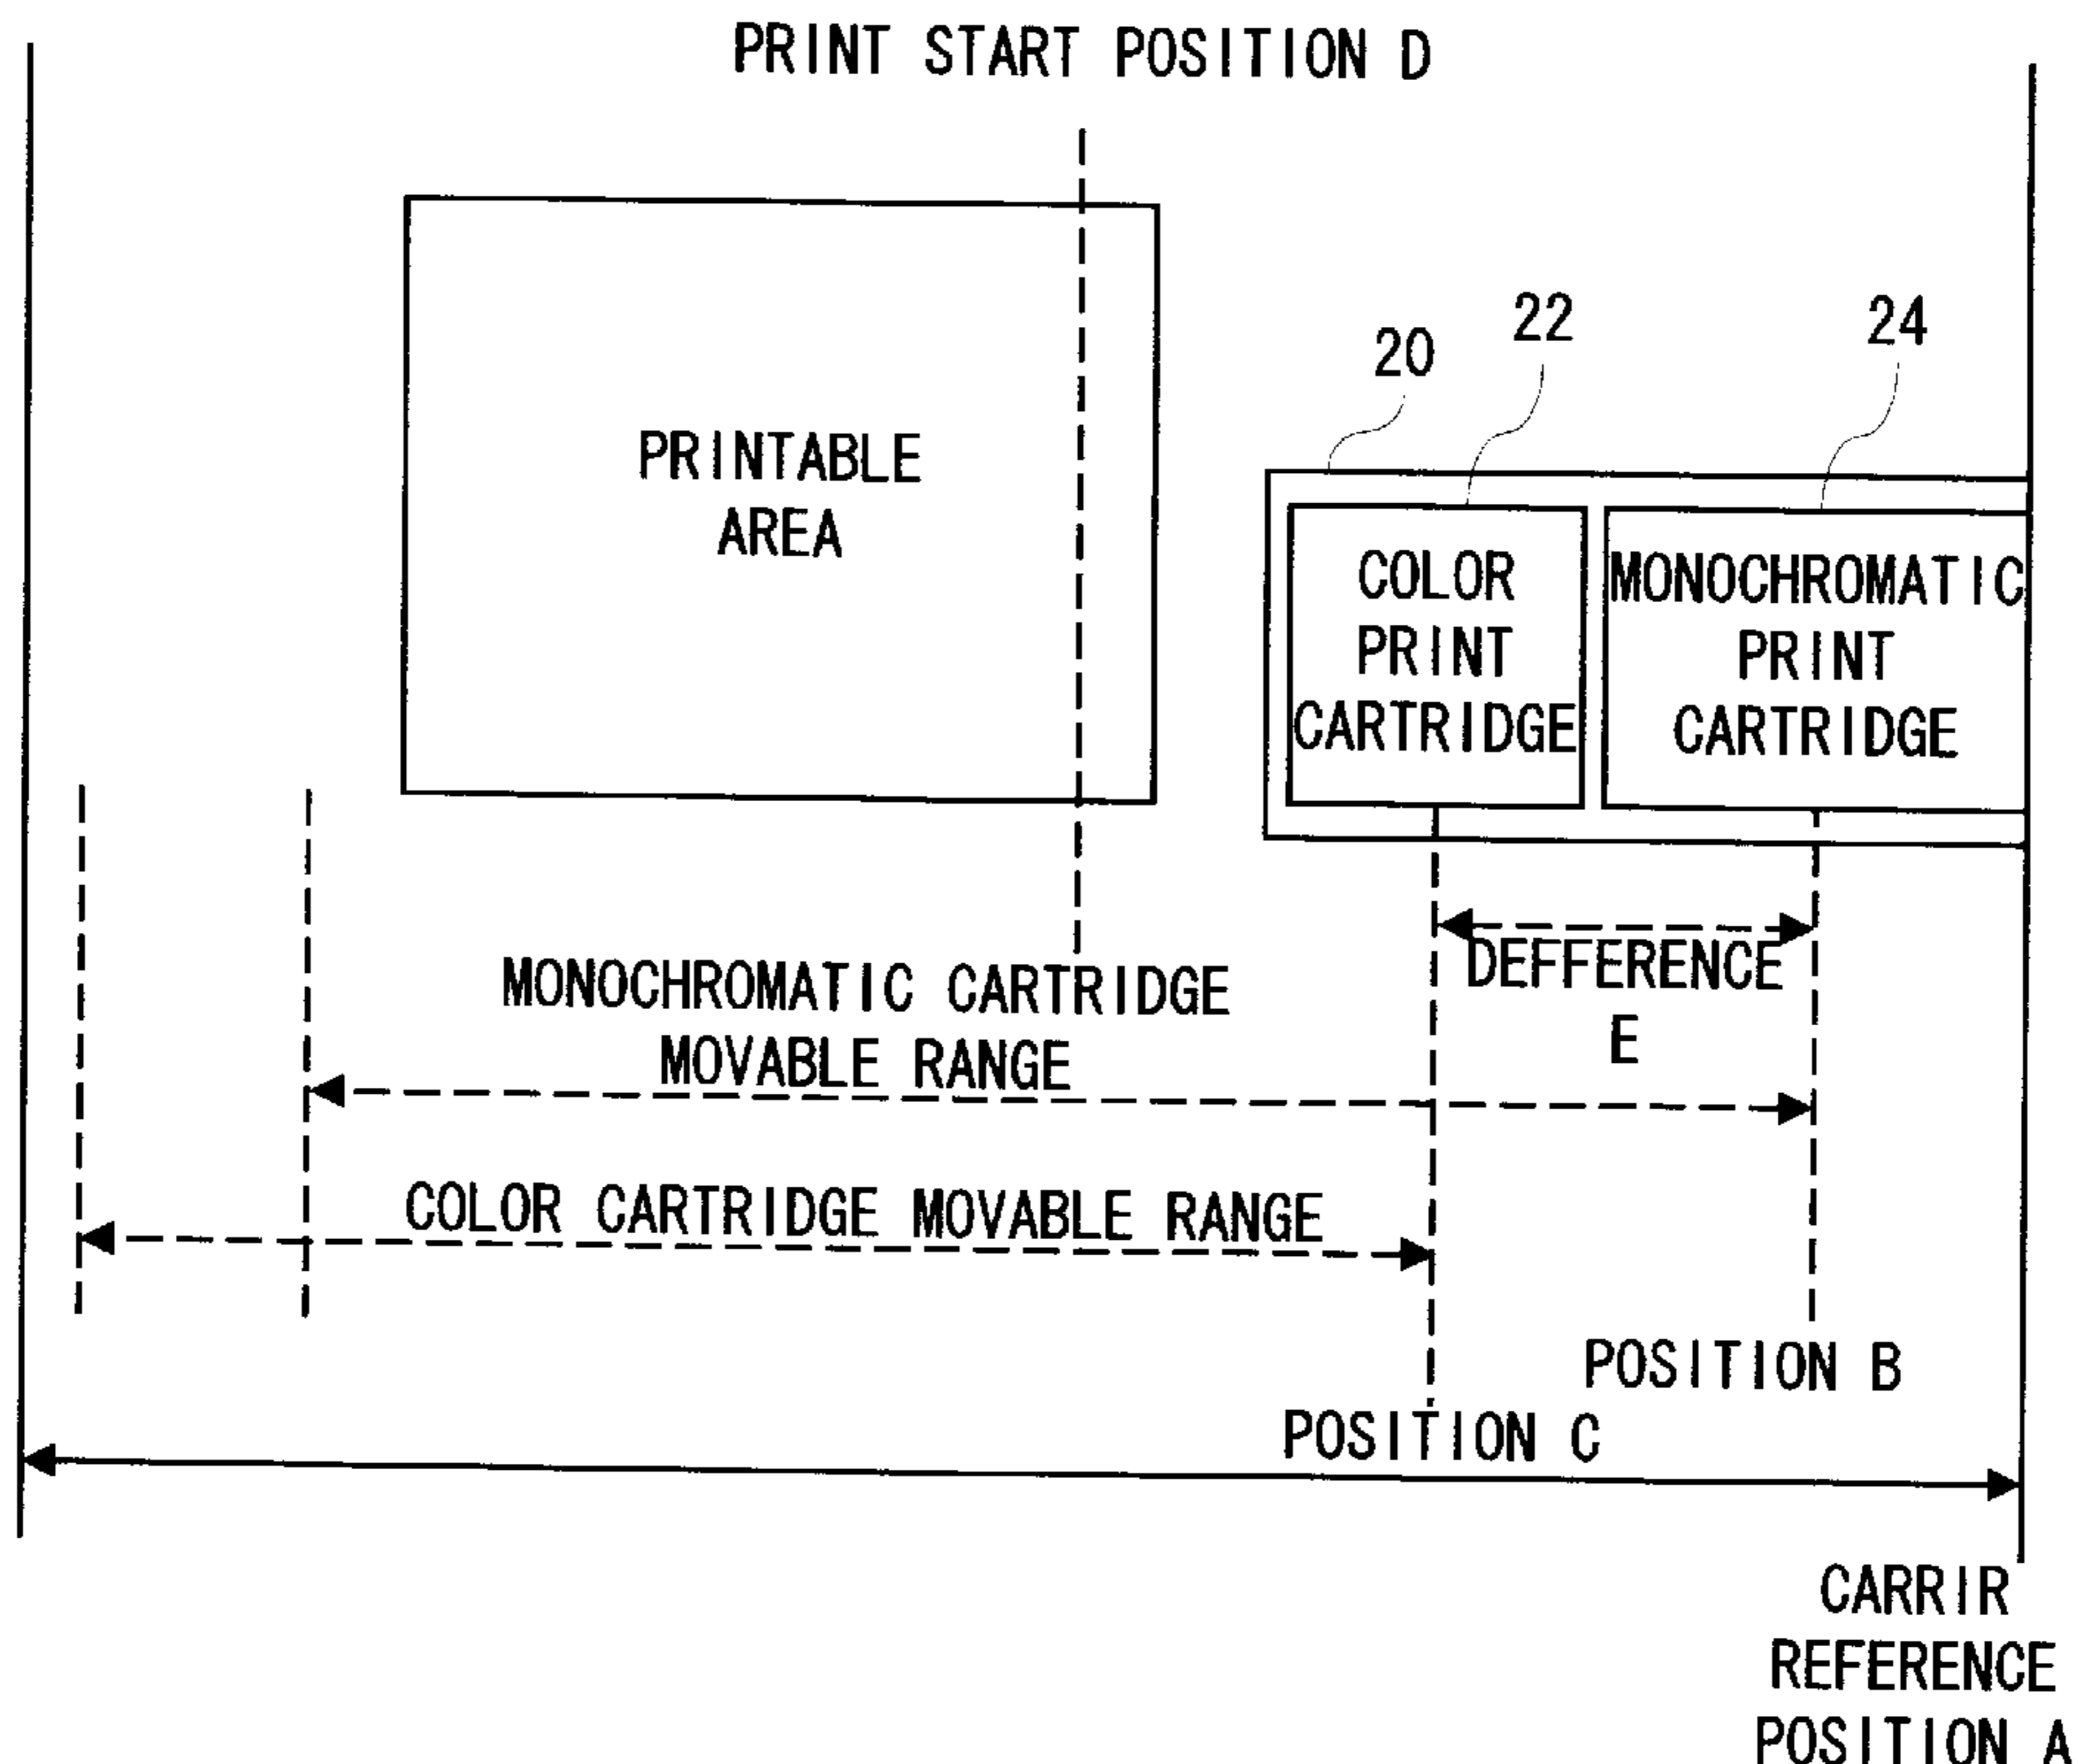 PRINT START POSITION D
20
22
24
PRINTABLE
AREA
COLOR
PRINT
CARTRIDGE
MONOCHROMATIC
PRINT
CARTRIDGE
DEFFERENCE
E
MONOCHROMATIC CARTRIDGE
MOVABLE RANGE
COLOR CARTRIDGE MOVABLE RANGE
POSITION B
POSITION C
CARRIR
REFERENCE
POSITION A